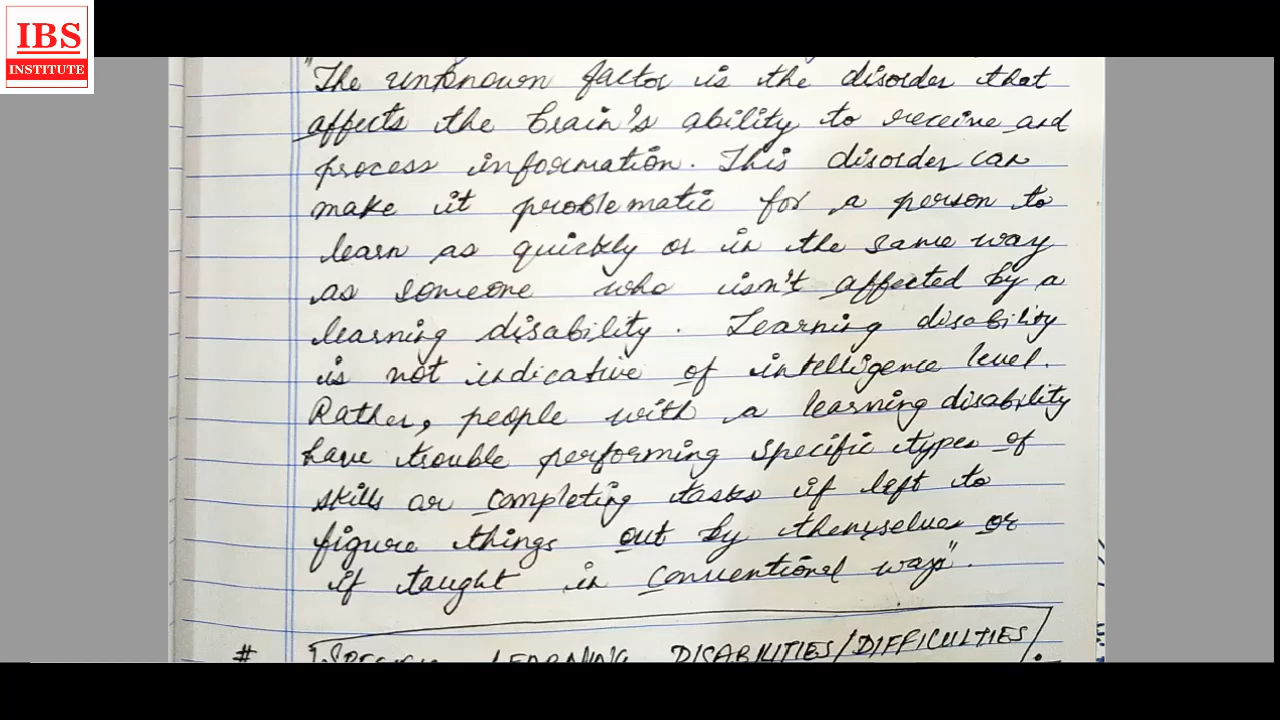 IBS
INSTITUTE
"The unknown factor is the disorder that
affects the brain's ability to receive and
process information. This disorder can
make it problematic for a person to
learn as quickly or in the same way
as someone who isn't affected by a
learning disability. Learning disability
is not indicative of intelligence level.
Rather, people with a learning disability
have trouble performing specific types of
skills or completing tasks if left to
figure things out by themselves or
if taught in conventional ways".
# LEARNING DISABILITIES/DIFFICULTIES